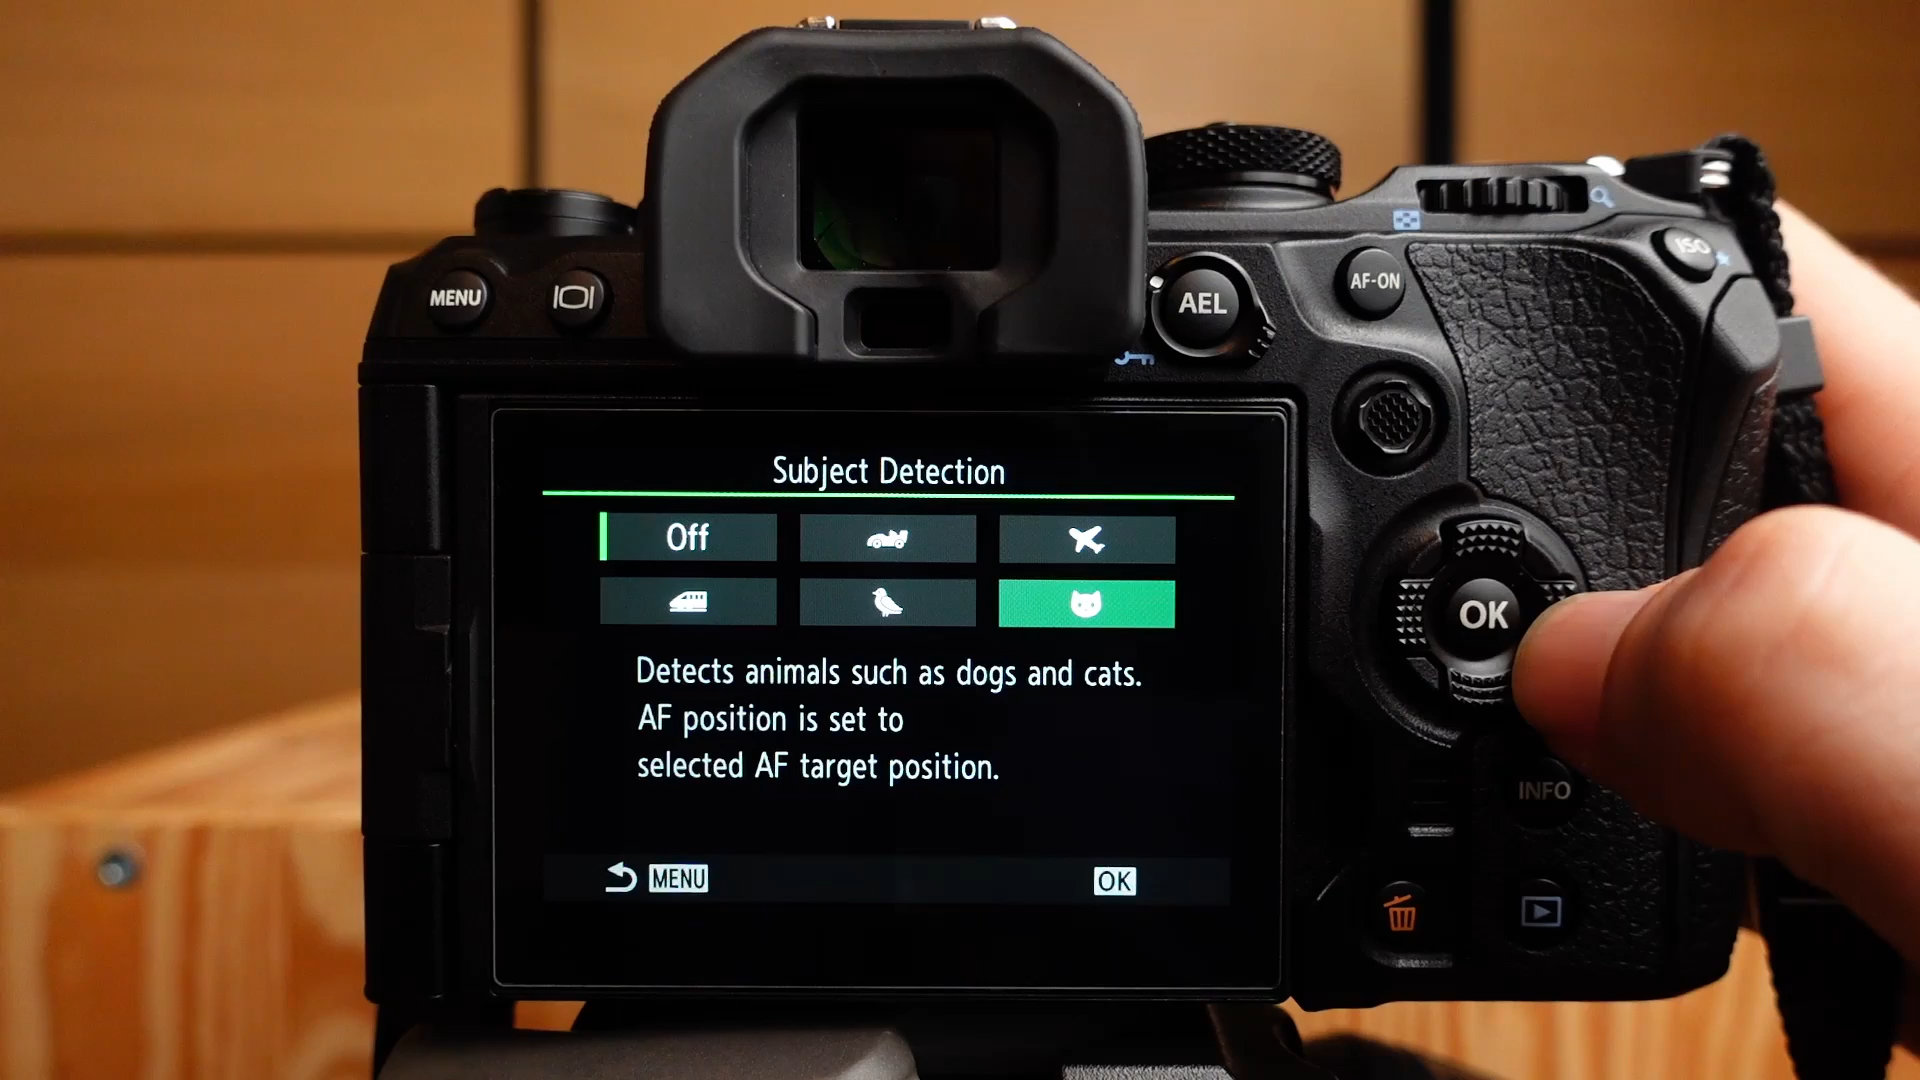 ISO
AF-ON
MENU
AEL
Subject Detection
Off
OK
Detects animals such as dogs and cats.
AF position is set to
selected AF target position.
INFO
MENU
OK